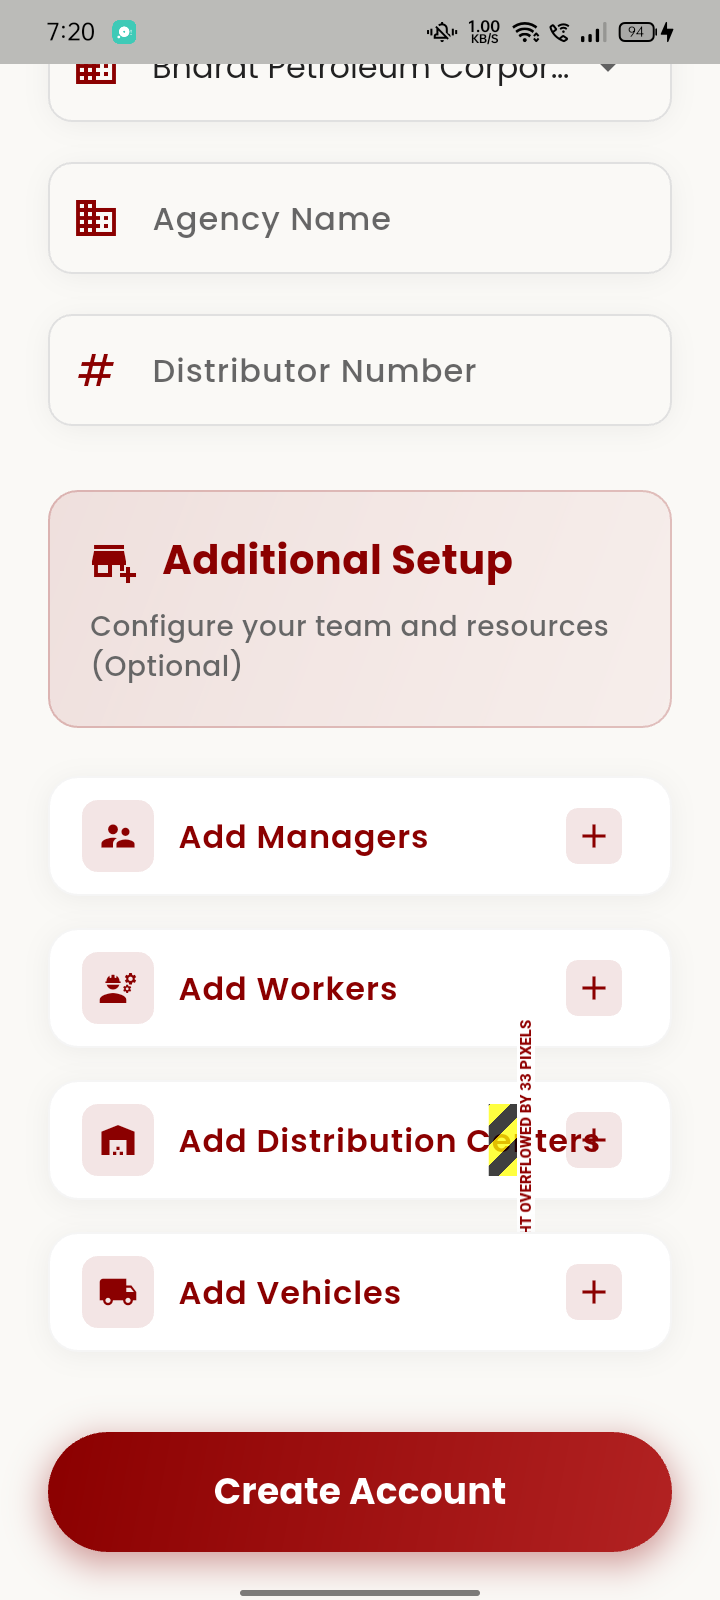 7:20
1.00
KB/S
94
Bharat Petroleum Corpor...
Agency Name
# Distributor Number
Additional Setup
Configure your team and resources
(Optional)
Add Managers
Add Workers
Add Distribution Centers
HT OVERFLOWED BY 33 PIXELS
Add Vehicles
Create Account